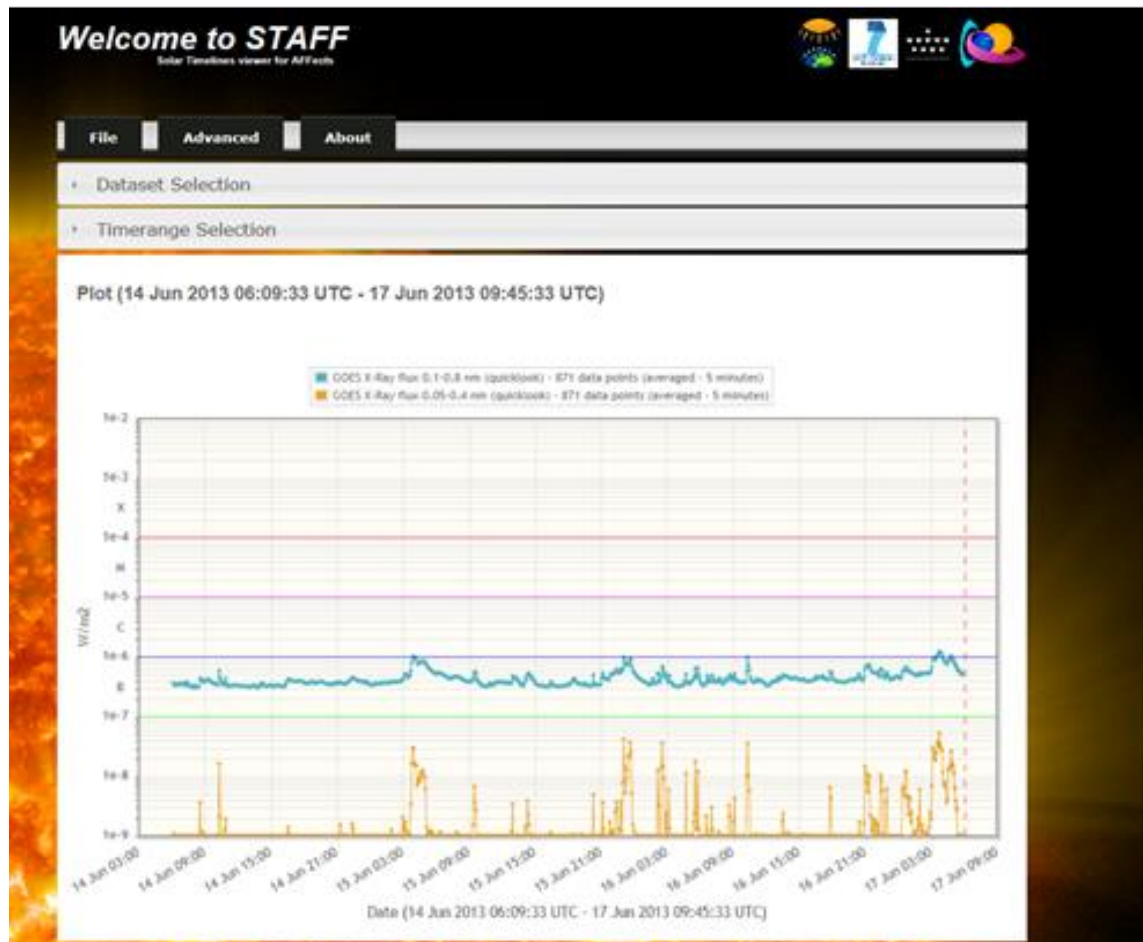 Welcome to STAFF
Solar Timelines viewer for AFFects
File Advanced About
Dataset Selection
Timerange Selection
Plot (14 Jun 2013 06:09:33 UTC - 17 Jun 2013 09:45:33 UTC)
GOES X-Ray flux 0.1-0.8 nm (quicklook) - 871 data points (averaged - 5 minutes)
GOES X-Ray flux 0.05-0.4 nm (quicklook) - 871 data points (averaged - 5 minutes)
1e-2
1e-3
X
1e-4
M
1e-5
C
1e-6
B
1e-7
1e-8
1e-9
W/m2
14 Jun 03:00 14 Jun 09:00 14 Jun 15:00 14 Jun 21:00 15 Jun 03:00 15 Jun 09:00 15 Jun 15:00 15 Jun 21:00 16 Jun 03:00 16 Jun 09:00 16 Jun 15:00 16 Jun 21:00 17 Jun 03:00 17 Jun 09:00
Date (14 Jun 2013 06:09:33 UTC - 17 Jun 2013 09:45:33 UTC)